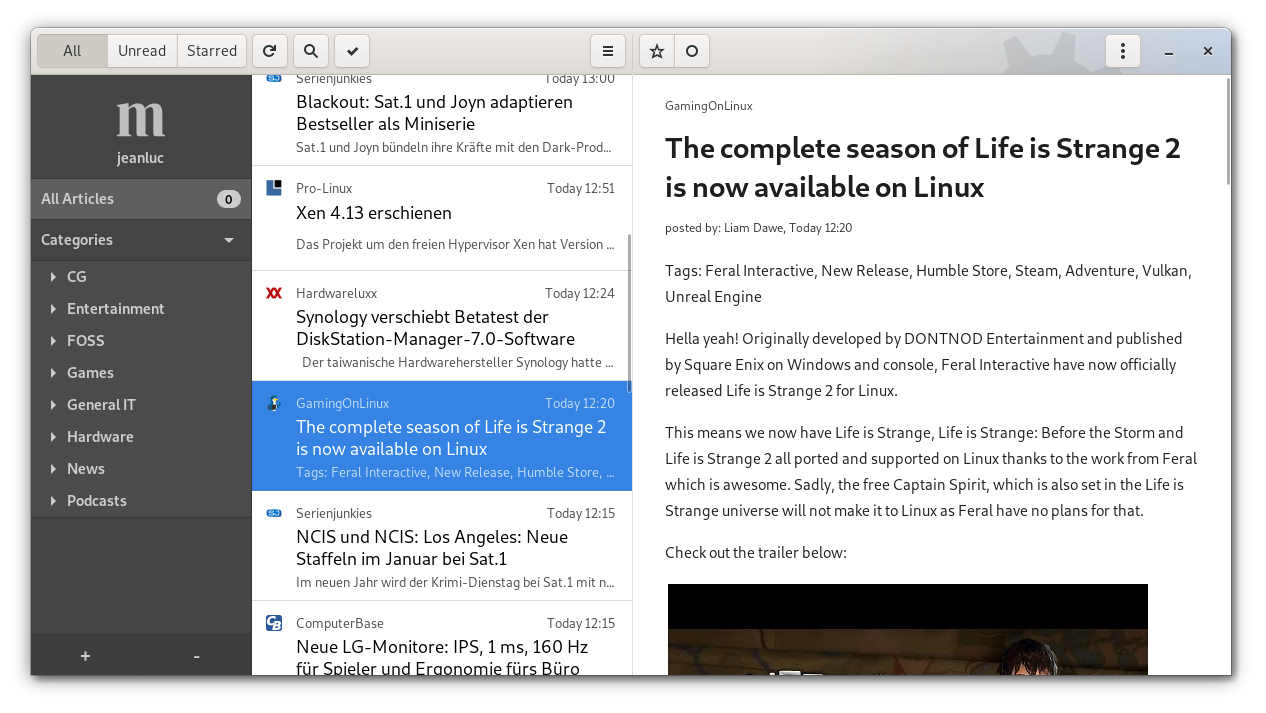 All Unread Starred
m
jeanluc
All Articles 0
Categories
CG
Entertainment
FOSS
Games
General IT
Hardware
News
Podcasts
+ -
Serienjunkies Today 13:00
Blackout: Sat.1 und Joyn adaptieren
Bestseller als Miniserie
Sat.1 und Joyn bündeln ihre Kräfte mit den Dark-Prod…
Pro-Linux Today 12:51
Xen 4.13 erschienen
Das Projekt um den freien Hypervisor Xen hat Version …
Hardwareluxx Today 12:24
Synology verschiebt Betatest der
DiskStation-Manager-7.0-Software
Der taiwanische Hardwarehersteller Synology hatte …
GamingOnLinux Today 12:20
The complete season of Life is Strange 2
is now available on Linux
Tags: Feral Interactive, New Release, Humble Store, …
Serienjunkies Today 12:15
NCIS und NCIS: Los Angeles: Neue
Staffeln im Januar bei Sat.1
Im neuen Jahr wird der Krimi-Dienstag bei Sat.1 mit n…
ComputerBase Today 12:15
Neue LG-Monitore: IPS, 1 ms, 160 Hz
für Spieler und Ergonomie fürs Büro
GamingOnLinux
The complete season of Life is Strange 2
is now available on Linux
posted by: Liam Dawe, Today 12:20
Tags: Feral Interactive, New Release, Humble Store, Steam, Adventure, Vulkan,
Unreal Engine
Hella yeah! Originally developed by DONTNOD Entertainment and published
by Square Enix on Windows and console, Feral Interactive have now officially
released Life is Strange 2 for Linux.
This means we now have Life is Strange, Life is Strange: Before the Storm and
Life is Strange 2 all ported and supported on Linux thanks to the work from Feral
which is awesome. Sadly, the free Captain Spirit, which is also set in the Life is
Strange universe will not make it to Linux as Feral have no plans for that.
Check out the trailer below: